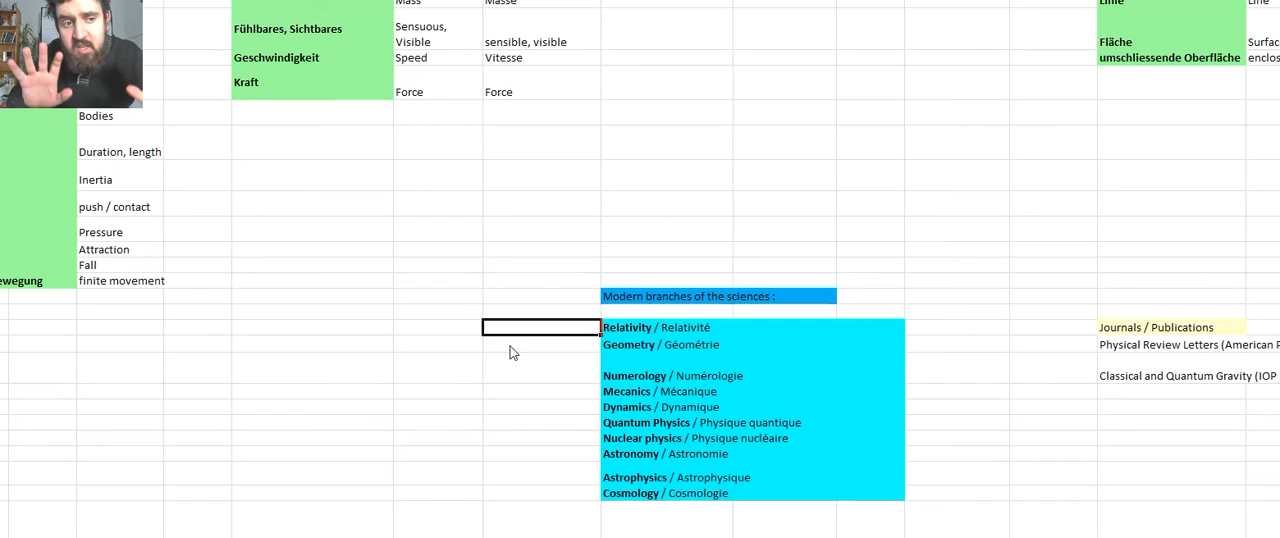 Mass Masse
Fühlbares, Sichtbares Sensuous, Visible sensible, visible
Geschwindigkeit Speed Vitesse
Kraft Force Force
Linie Line
Fläche
umschliessende Oberfläche
Bodies
Duration, length
Inertia
push / contact
Pressure
Attraction
Fall
ewegung finite movement
Modern branches of the sciences :
Relativity / Relativité
Geometry / Géométrie
Numerology / Numérologie
Mecanics / Mécanique
Dynamics / Dynamique
Quantum Physics / Physique quantique
Nuclear physics / Physique nucléaire
Astronomy / Astronomie
Astrophysics / Astrophysique
Cosmology / Cosmologie
Journals / Publications
Physical Review Letters (American P
Classical and Quantum Gravity (IOP